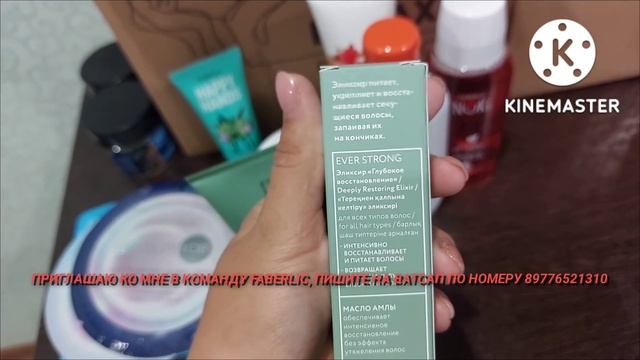 K
KINEMASTER
HAPPY
HANDS
Эликсир питает,
укрепляет и восста-
навливает секу-
щиеся волосы,
запаивая их
на кончиках.
EVER STRONG
Эликсир «Глубокое
восстановление» /
Deeply Restoring Elixir /
«Тереңнен қалпына
келтіру» эликсирі
для всех типов волос /
for all hair types / барлық
шаш типтеріне арналған
- ИНТЕНСИВНО
ВОССТАНАВЛИВАЕТ
И ПИТАЕТ ВОЛОСЫ
- ВОЗВРАЩАЕТ
ПРИГЛАШАЮ КО МНЕ В КОМАНДУ FABERLIC, ПИШИТЕ НА ВАТСАП ПО НОМЕРУ 89776521310
МАСЛО АМЛЫ
обеспечивает
интенсивное
восстановление
без эффекта
утяжеления волос